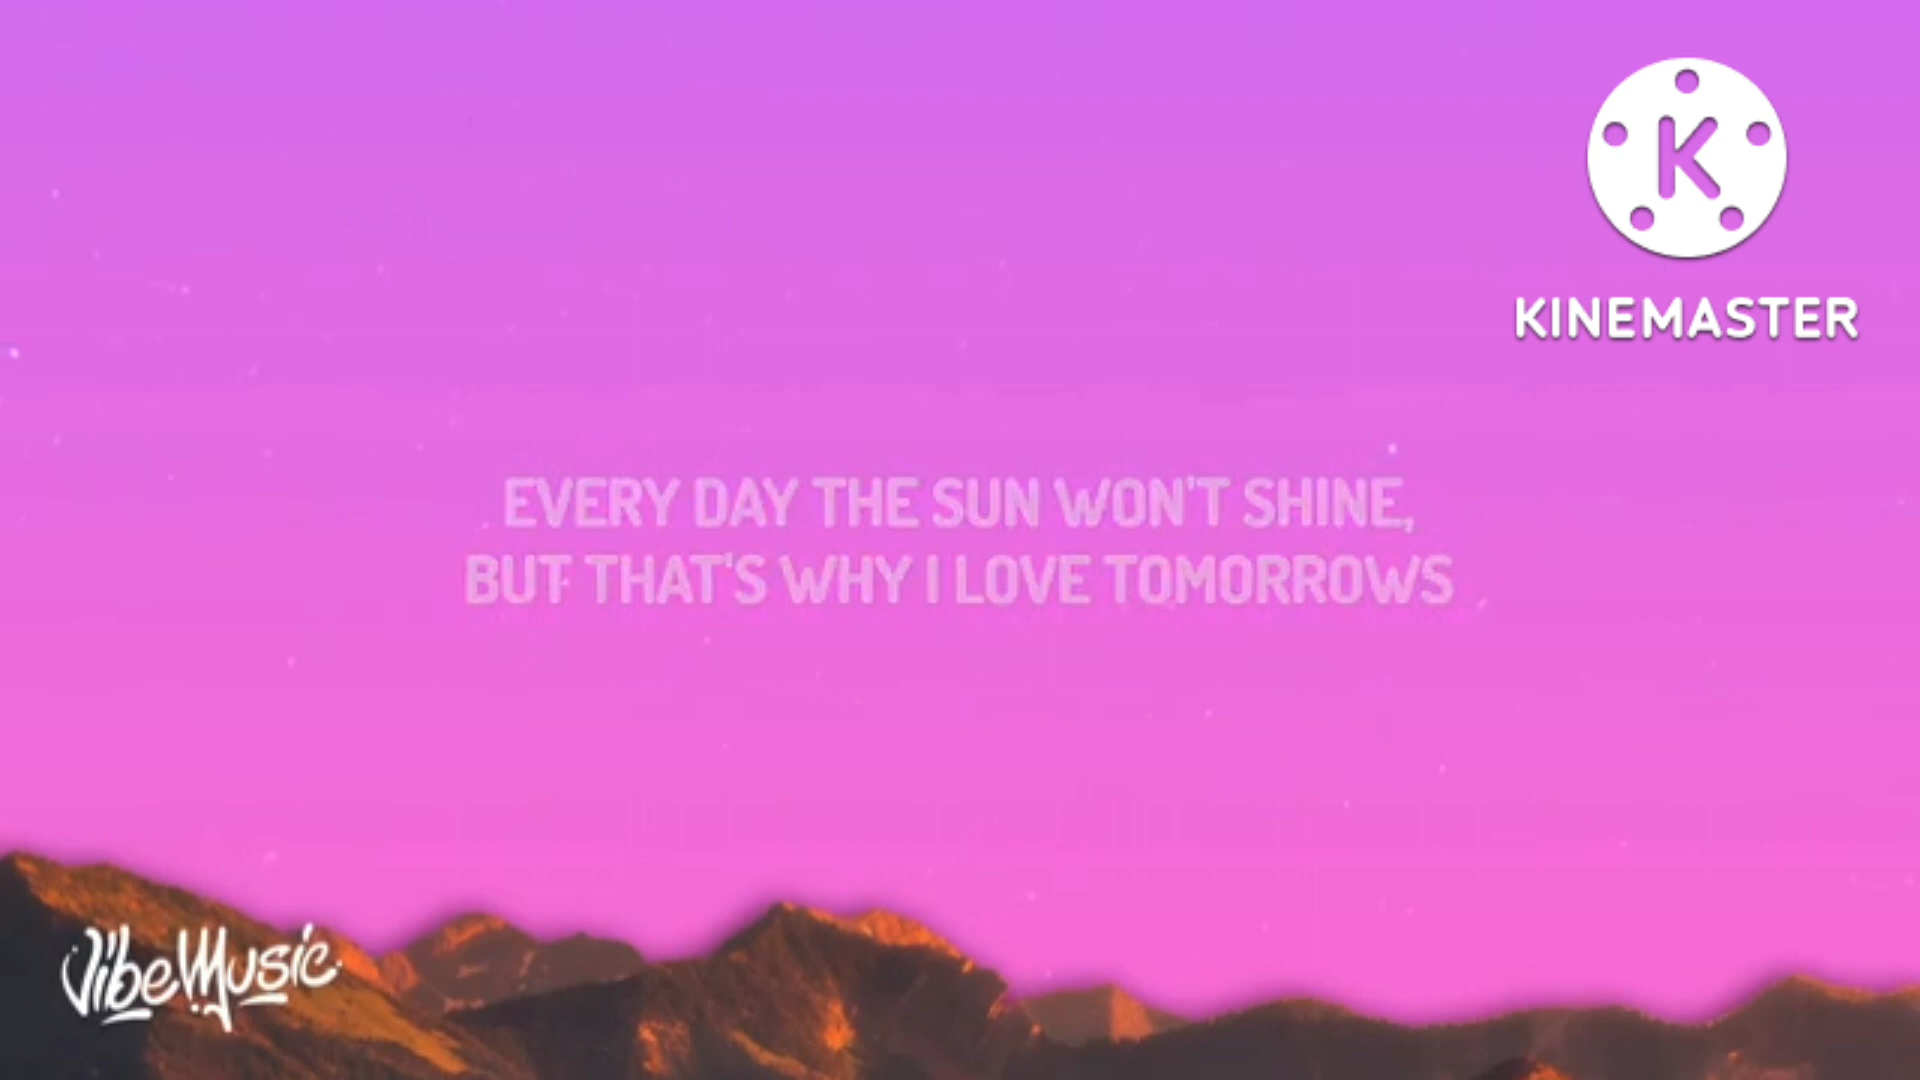 K
KINEMASTER
EVERY DAY THE SUN WON'T SHINE,
BUT THAT'S WHY I LOVE TOMORROWS
VibeMusic